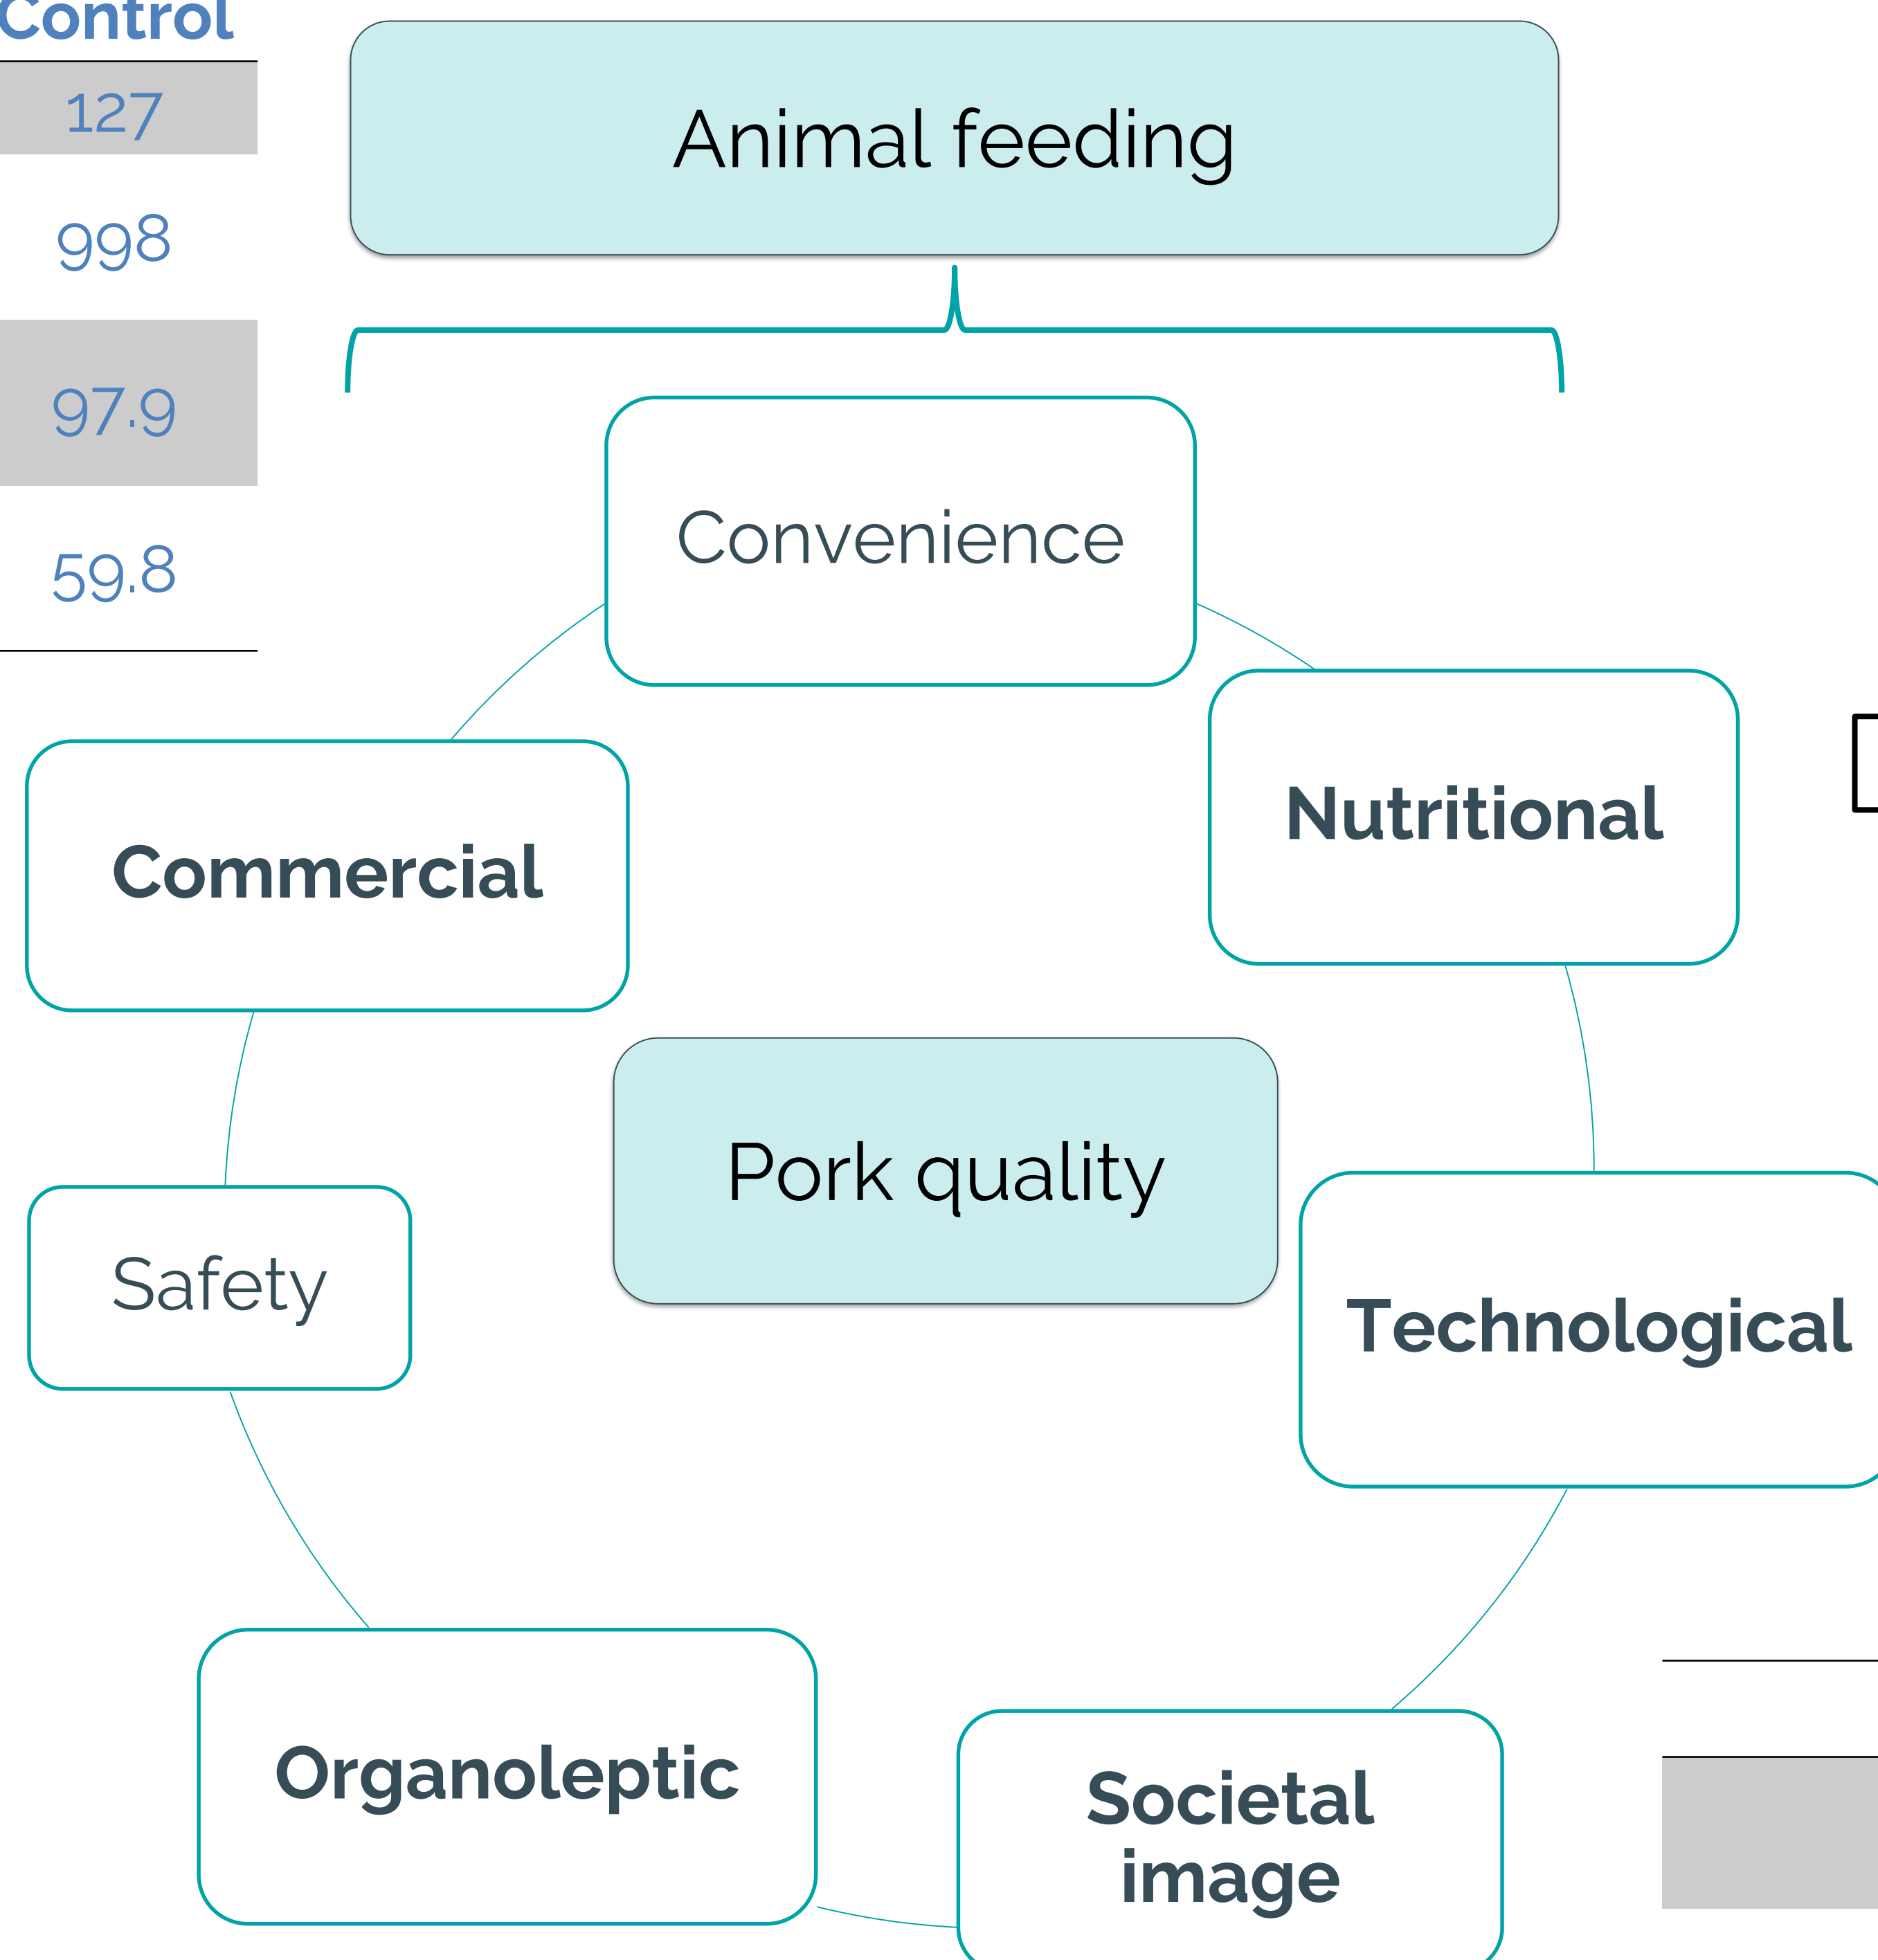 Control
127
998
97.9
59.8
Animal feeding
Convenience
Nutritional
Commercial
Pork quality
Safety
Technological
Organoleptic
Societal
image